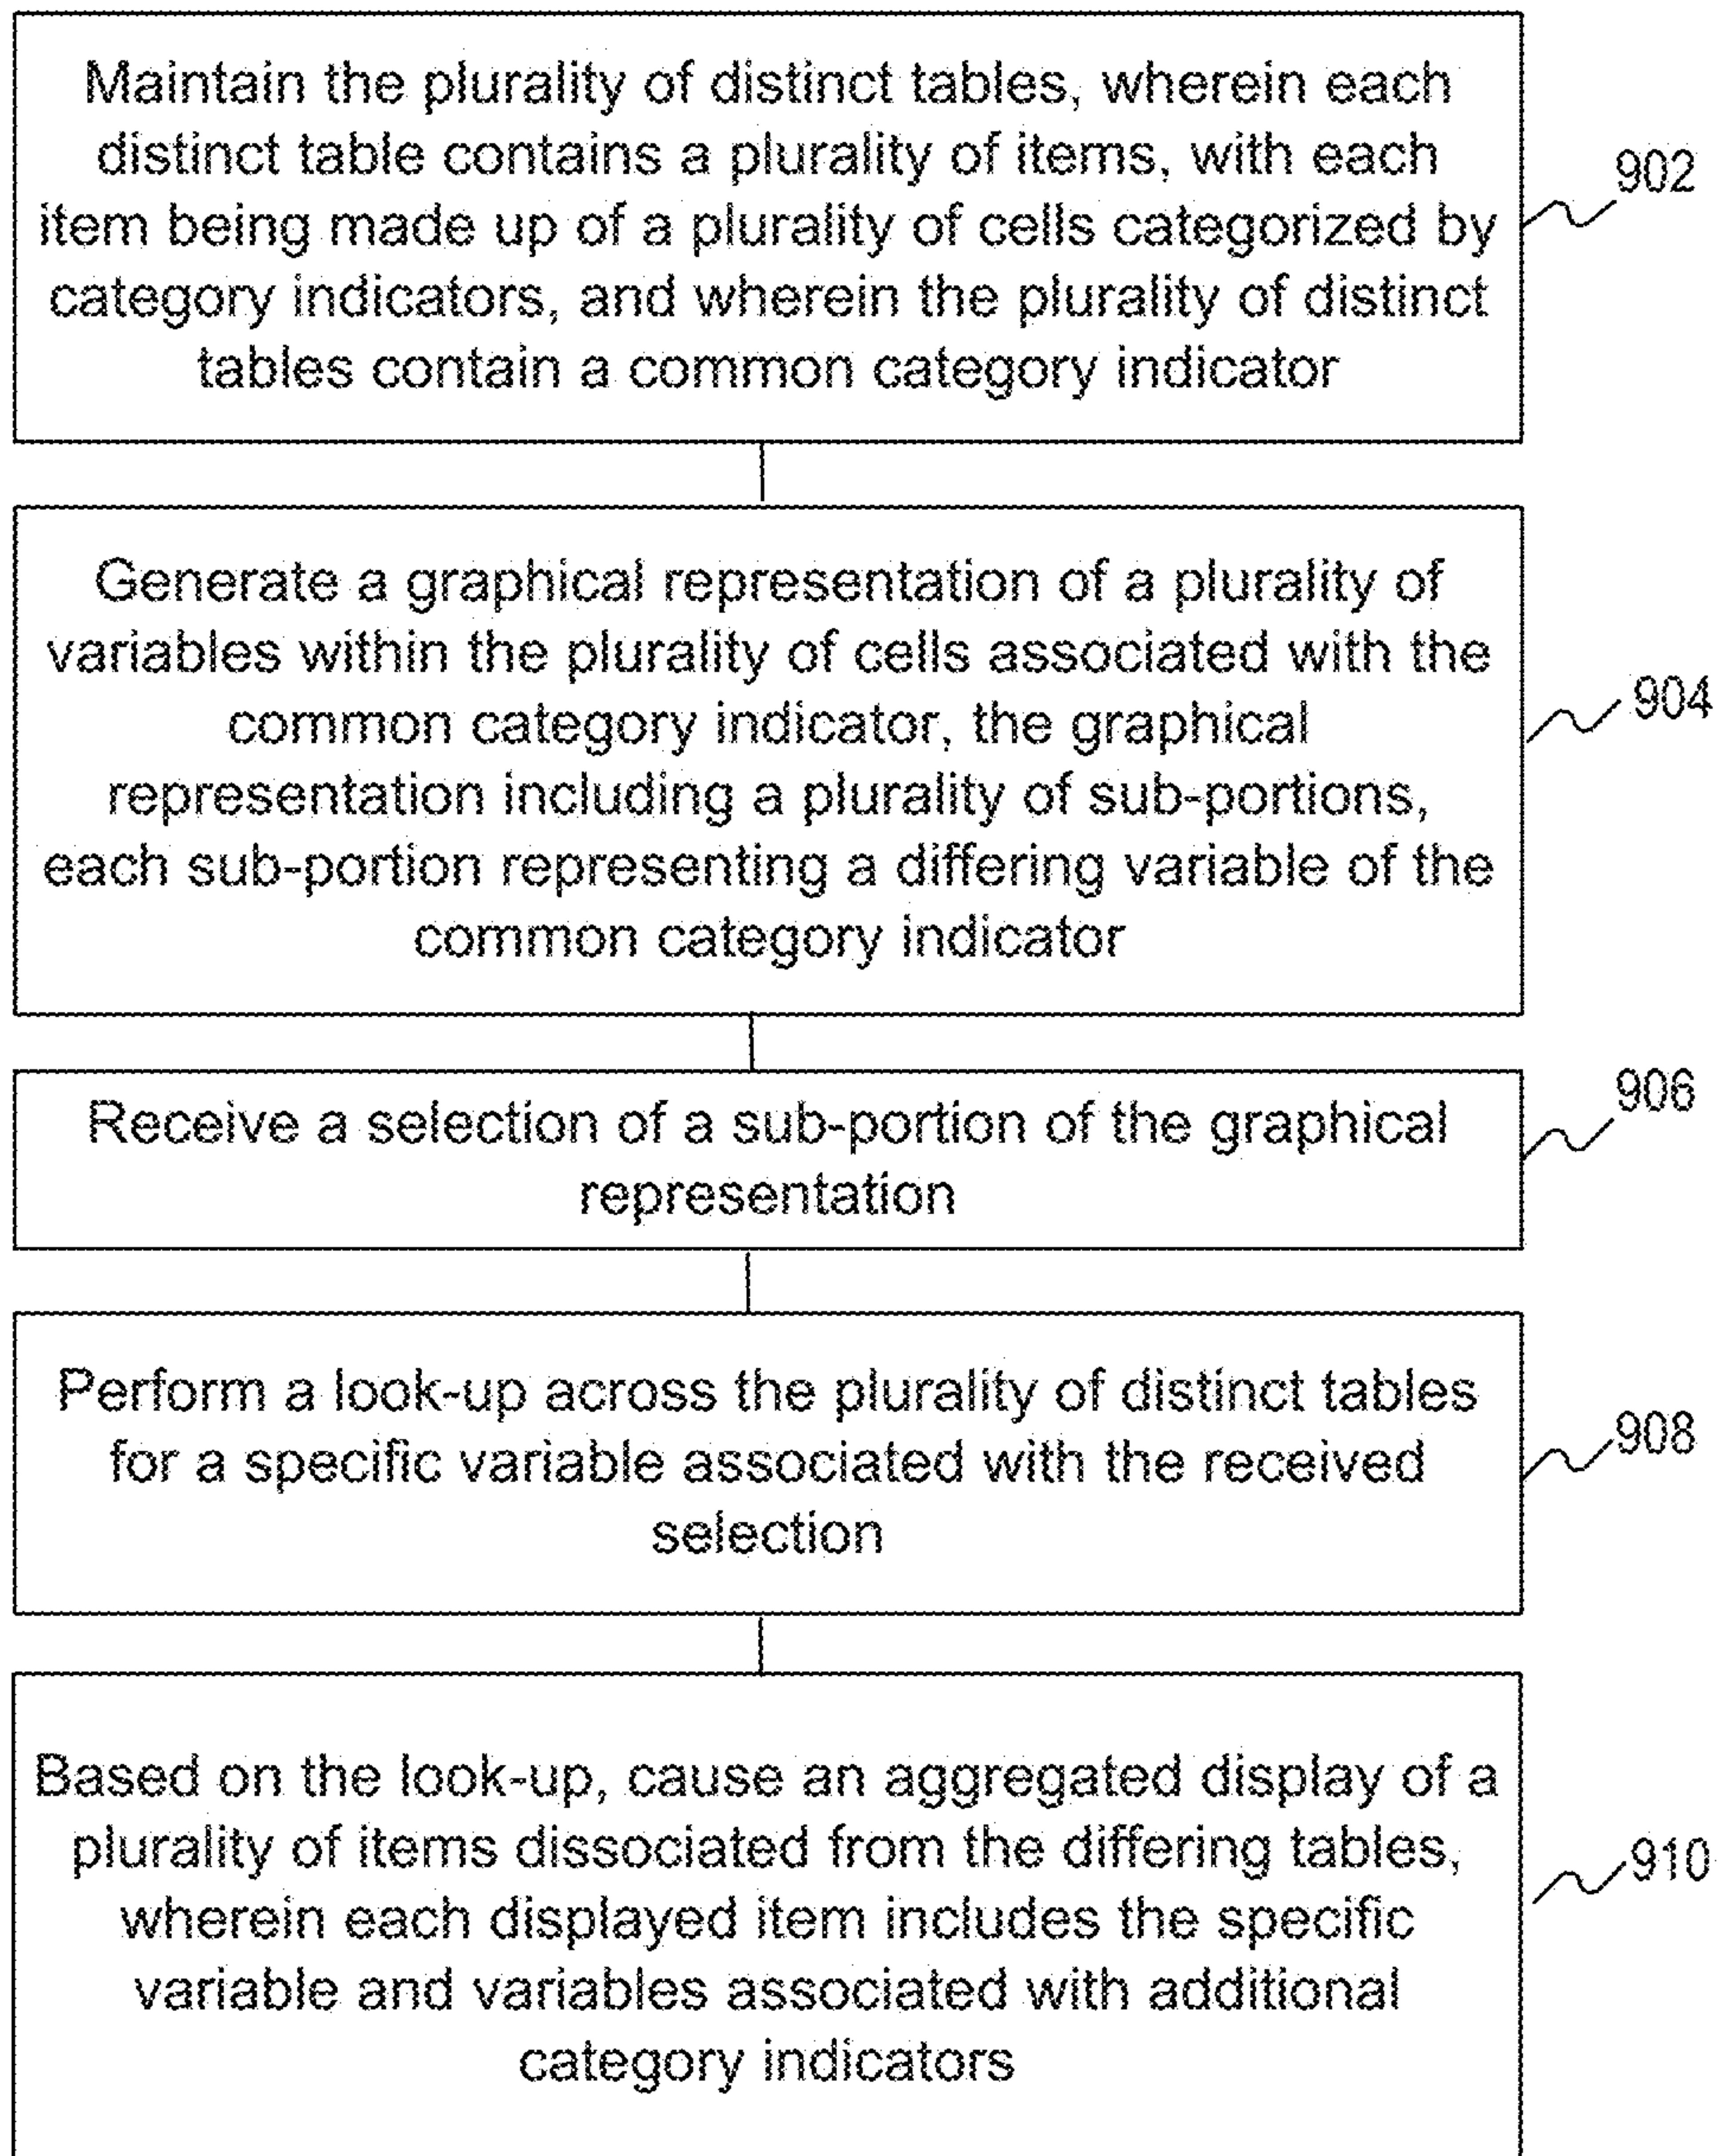 Maintain the plurality of distinct tables, wherein each
distinct table contains a plurality of items, with each
item being made up of a plurality of cells categorized by
category indicators, and wherein the plurality of distinct
tables contain a common category indicator
902
Generate a graphical representation of a plurality of
variables within the plurality of cells associated with the
common category indicator, the graphical
representation including a plurality of sub-portions,
each sub-portion representing a differing variable of the
common category indicator
904
Receive a selection of a sub-portion of the graphical
representation
906
Perform a look-up across the plurality of distinct tables
for a specific variable associated with the received
selection
908
Based on the look-up, cause an aggregated display of a
plurality of items dissociated from the differing tables,
wherein each displayed item includes the specific
variable and variables associated with additional
category indicators
910